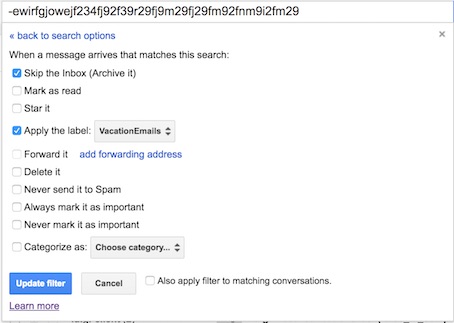 -ewirfgjowejf234fj92f39r29fj9m29fj29fm92fnm9i2fm29
« back to search options ×
When a message arrives that matches this search:
Skip the Inbox (Archive it)
Mark as read
Star it
Apply the label: VacationEmails
Forward it add forwarding address
Delete it
Never send it to Spam
Always mark it as important
Never mark it as important
Categorize as: Choose category...
Update filter Cancel Also apply filter to matching conversations.
Learn more